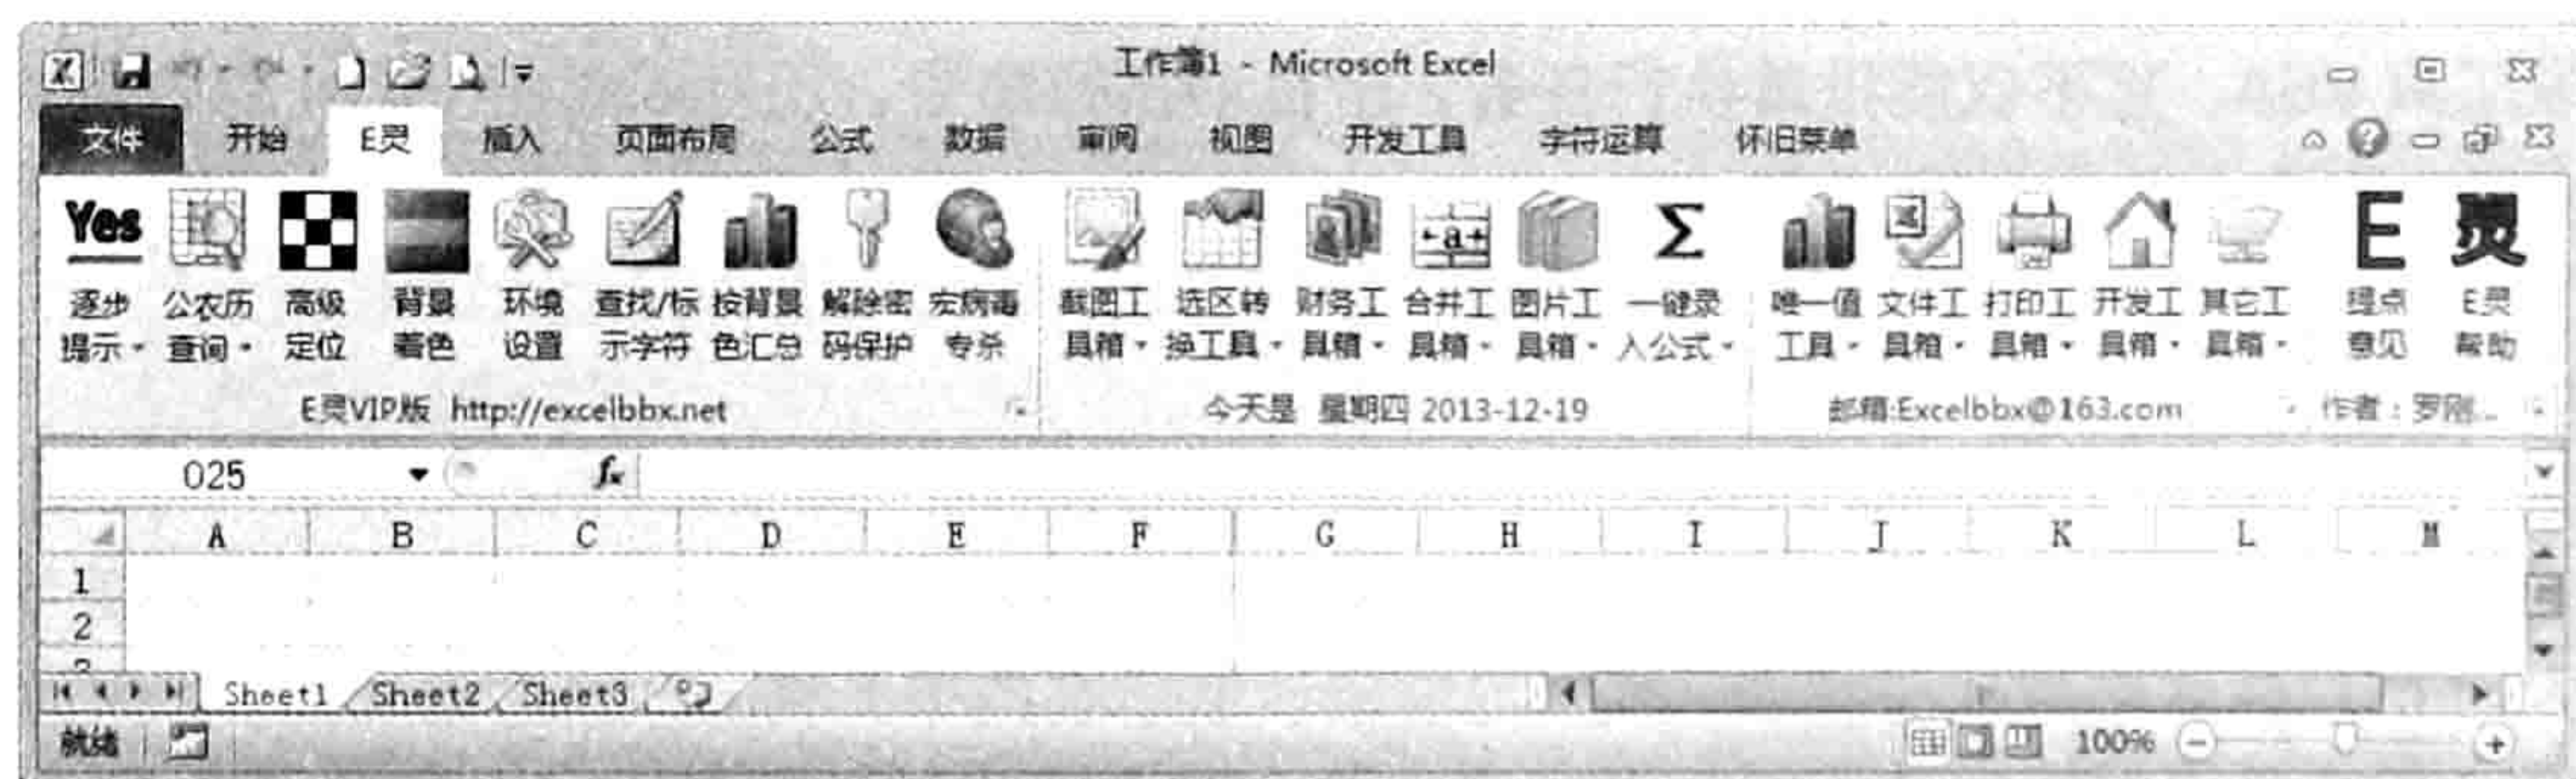 工作簿1 - Microsoft Excel
文件 开始 E灵 插入 页面布局 公式 数据 审阅 视图 开发工具 字符运算 怀旧菜单
Yes a Σ E 灵
逐步 公农历 高级 背景 环境 查找/标 按背景 解除密 宏病毒 截图工 选区转 财务工 合并工 图片工 一键录 唯一值 文件工 打印工 开发工 其它工 提点 E灵
提示 查询 定位 着色 设置 示字符 色汇总 码保护 专杀 具箱 换工具 具箱 具箱 具箱 入公式 工具 具箱 具箱 具箱 具箱 意见 帮助
E灵VIP版 http://excelbbx.net 今天是 星期四 2013-12-19 邮箱:Excelbbx@163.com 作者：罗刚...
O25 fx
A B C D E F G H I J K L M
1
2
3
Sheet1 Sheet2 Sheet3
就绪 100%